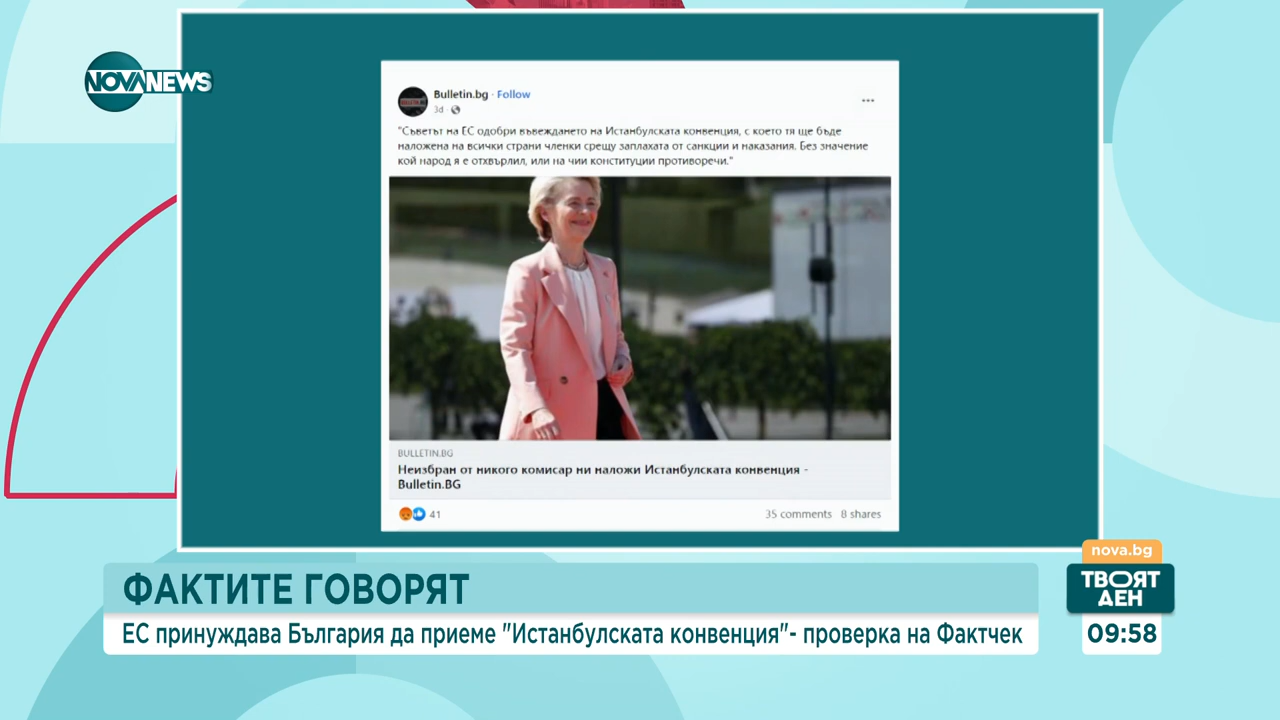 NOVANEWS
Bulletin.bg · Follow
3d
"Съветът на ЕС одобри въвеждането на Истанбулската конвенция, с което тя ще бъде
наложена на всички страни членки срещу заплахата от санкции и наказания. Без значение
кой народ я е отхвърлил, или на чии конституции противоречи."
BULLETIN.BG
Неизбран от никого комисар ни наложи Истанбулската конвенция -
Bulletin.BG
41
35 comments 8 shares
ФАКТИТЕ ГОВОРЯТ
ЕС принуждава България да приеме "Истанбулската конвенция"- проверка на Фактчек
nova.bg
ТВОЯТ
ДЕН
09:58